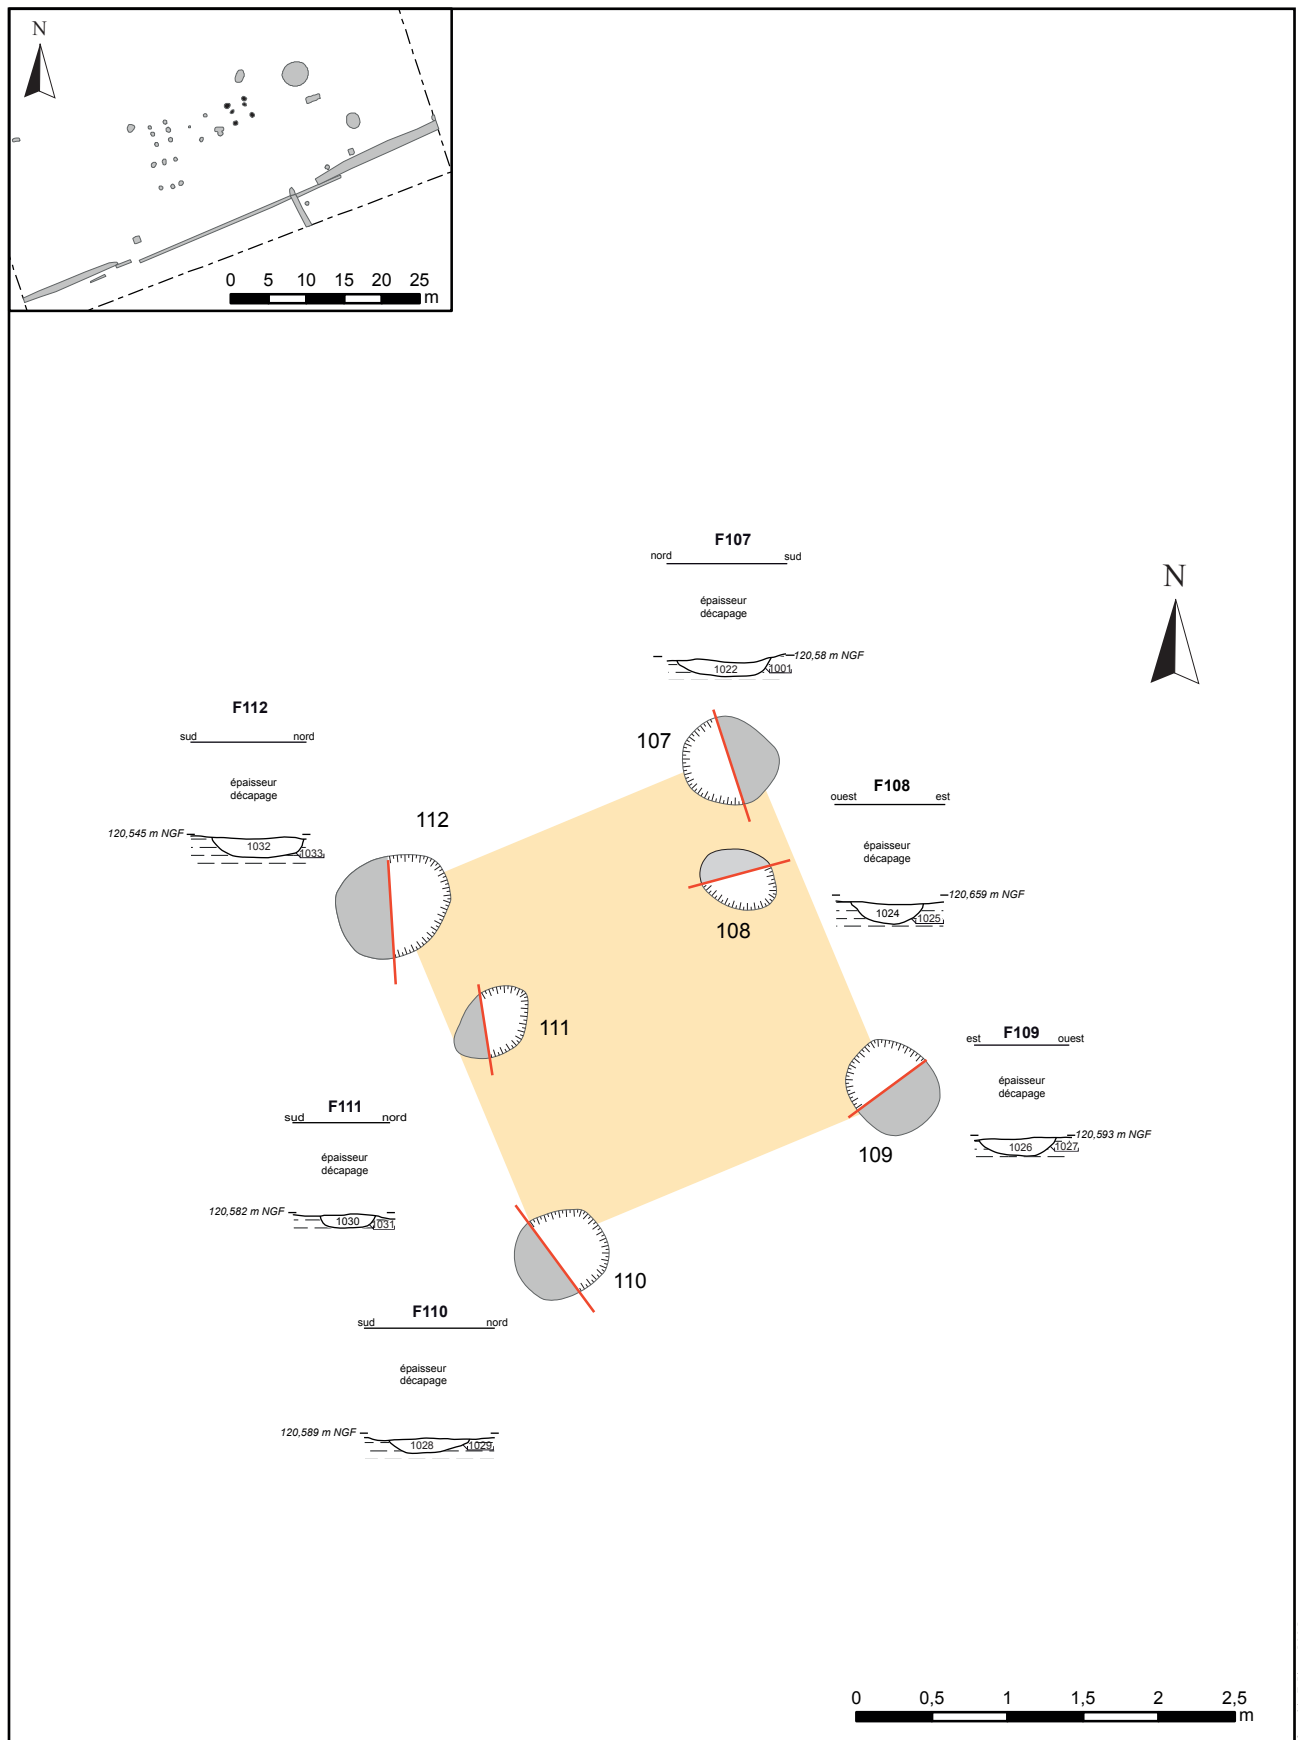 N
0 5 10 15 20 25
m
F107
nord sud
épaisseur
décapage
120,58 m NGF
1022 1001
N
F112
sud nord
épaisseur
décapage
120,545 m NGF
1032
1033
107
112
F108
ouest est
épaisseur
décapage
120,659 m NGF
1024
1025
108
111
F109
est ouest
épaisseur
décapage
120,593 m NGF
1026 1027
109
F111
sud nord
épaisseur
décapage
120,582 m NGF
1030 1031
110
F110
sud nord
épaisseur
décapage
120,589 m NGF
1028 1029
0 0,5 1 1,5 2 2,5
m